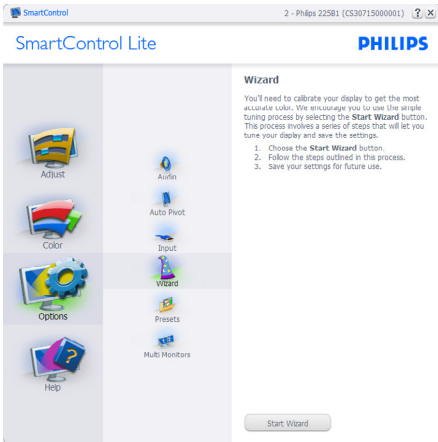 SmartControl
2 - Philips 225B1 (CS30715000001) ? X
SmartControl Lite
PHILIPS
Adjust
Color
Options
Help
Audio
Auto Pivot
Input
Wizard
Presets
Multi Monitors
Wizard
You'll need to calibrate your display to get the most
accurate color. We encourage you to use the simple
tuning process by selecting the Start Wizard button.
This process involves a series of steps that will let you
tune your display and save the settings.
1. Choose the Start Wizard button.
2. Follow the steps outlined in this process.
3. Save your settings for future use.
Start Wizard